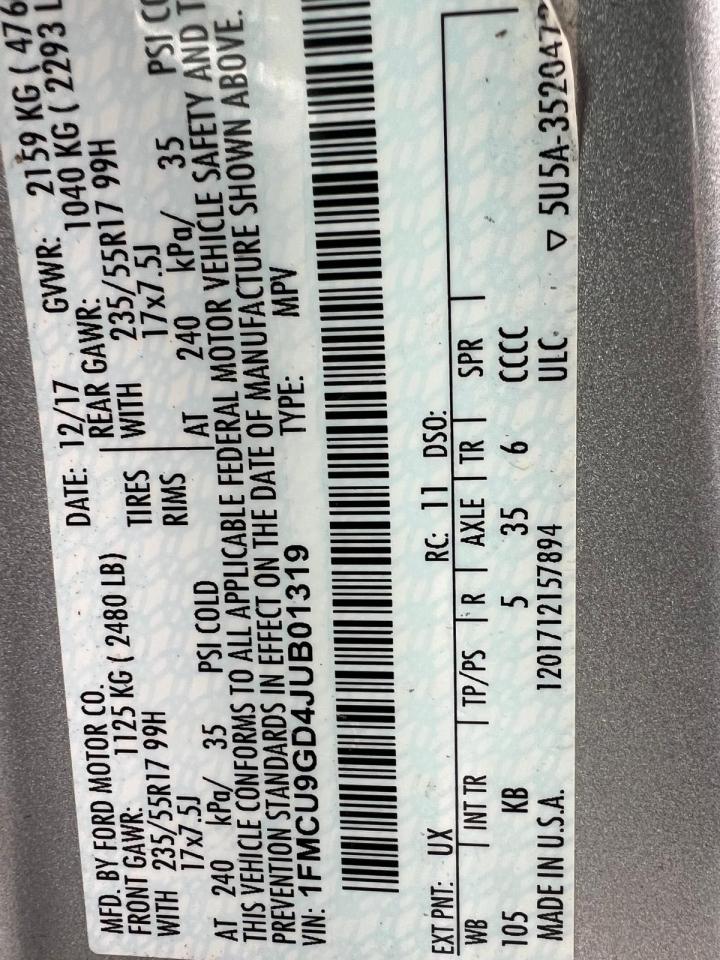 MFD. BY FORD MOTOR CO.
DATE: 12/17
GVWR: 2159 KG ( 476
FRONT GAWR: 1125 KG ( 2480 LB)
REAR GAWR: 1040 KG ( 2293 L
WITH 235/55R17 99H
TIRES
WITH 235/55R17 99H
17x7.5J
RIMS
17x7.5J
AT 240 kPa/ 35 PSI COLD
AT 240 kPa/ 35 PSI CO
THIS VEHICLE CONFORMS TO ALL APPLICABLE FEDERAL MOTOR VEHICLE SAFETY AND T
PREVENTION STANDARDS IN EFFECT ON THE DATE OF MANUFACTURE SHOWN ABOVE.
VIN: 1FMCU9GD4JUB01319
TYPE: MPV
EXT PNT: UX RC: 11 DSO:
WB INT TR TP/PS R AXLE TR SPR
105 KB 5 35 6 CCCC
MADE IN U.S.A. 1201712157894 ULC
▽ 5U5A-3520472